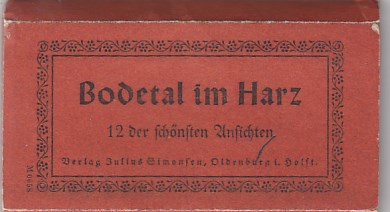 Bodetal im Harz
12 der schönsten Ansichten
Verlag Julius Simonsen, Oldenburg i. Holst.